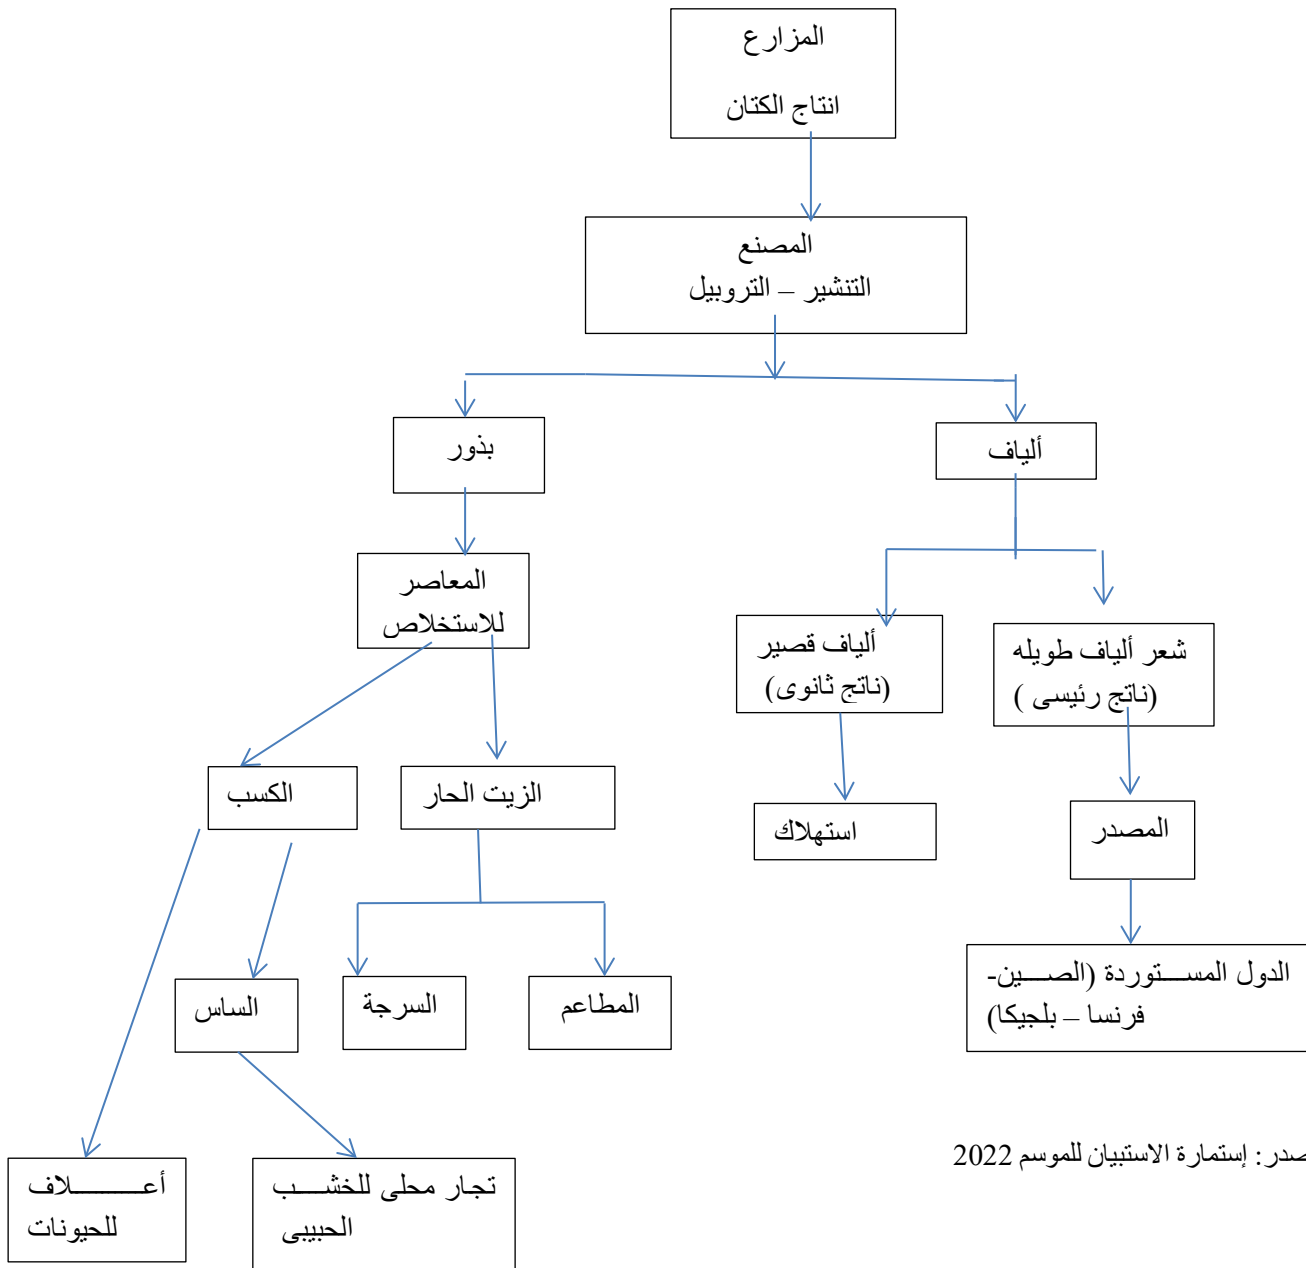 المزارع
انتاج الكتان
المصنع
التنشير – التروبيل
بذور
ألياف
المعاصر
للاستخلاص
ألياف قصير
(ناتج ثانوى)
شعر ألياف طويله
(ناتج رئيسى )
الكسب
الزيت الحار
استهلاك
المصدر
الساس
السرجة
المطاعم
الدول المستوردة (الصين-
فرنسا – بلجيكا)
أعلاف
للحيونات
تجار محلى للخشب
الحبيبى
صدر: إستمارة الاستبيان للموسم 2022